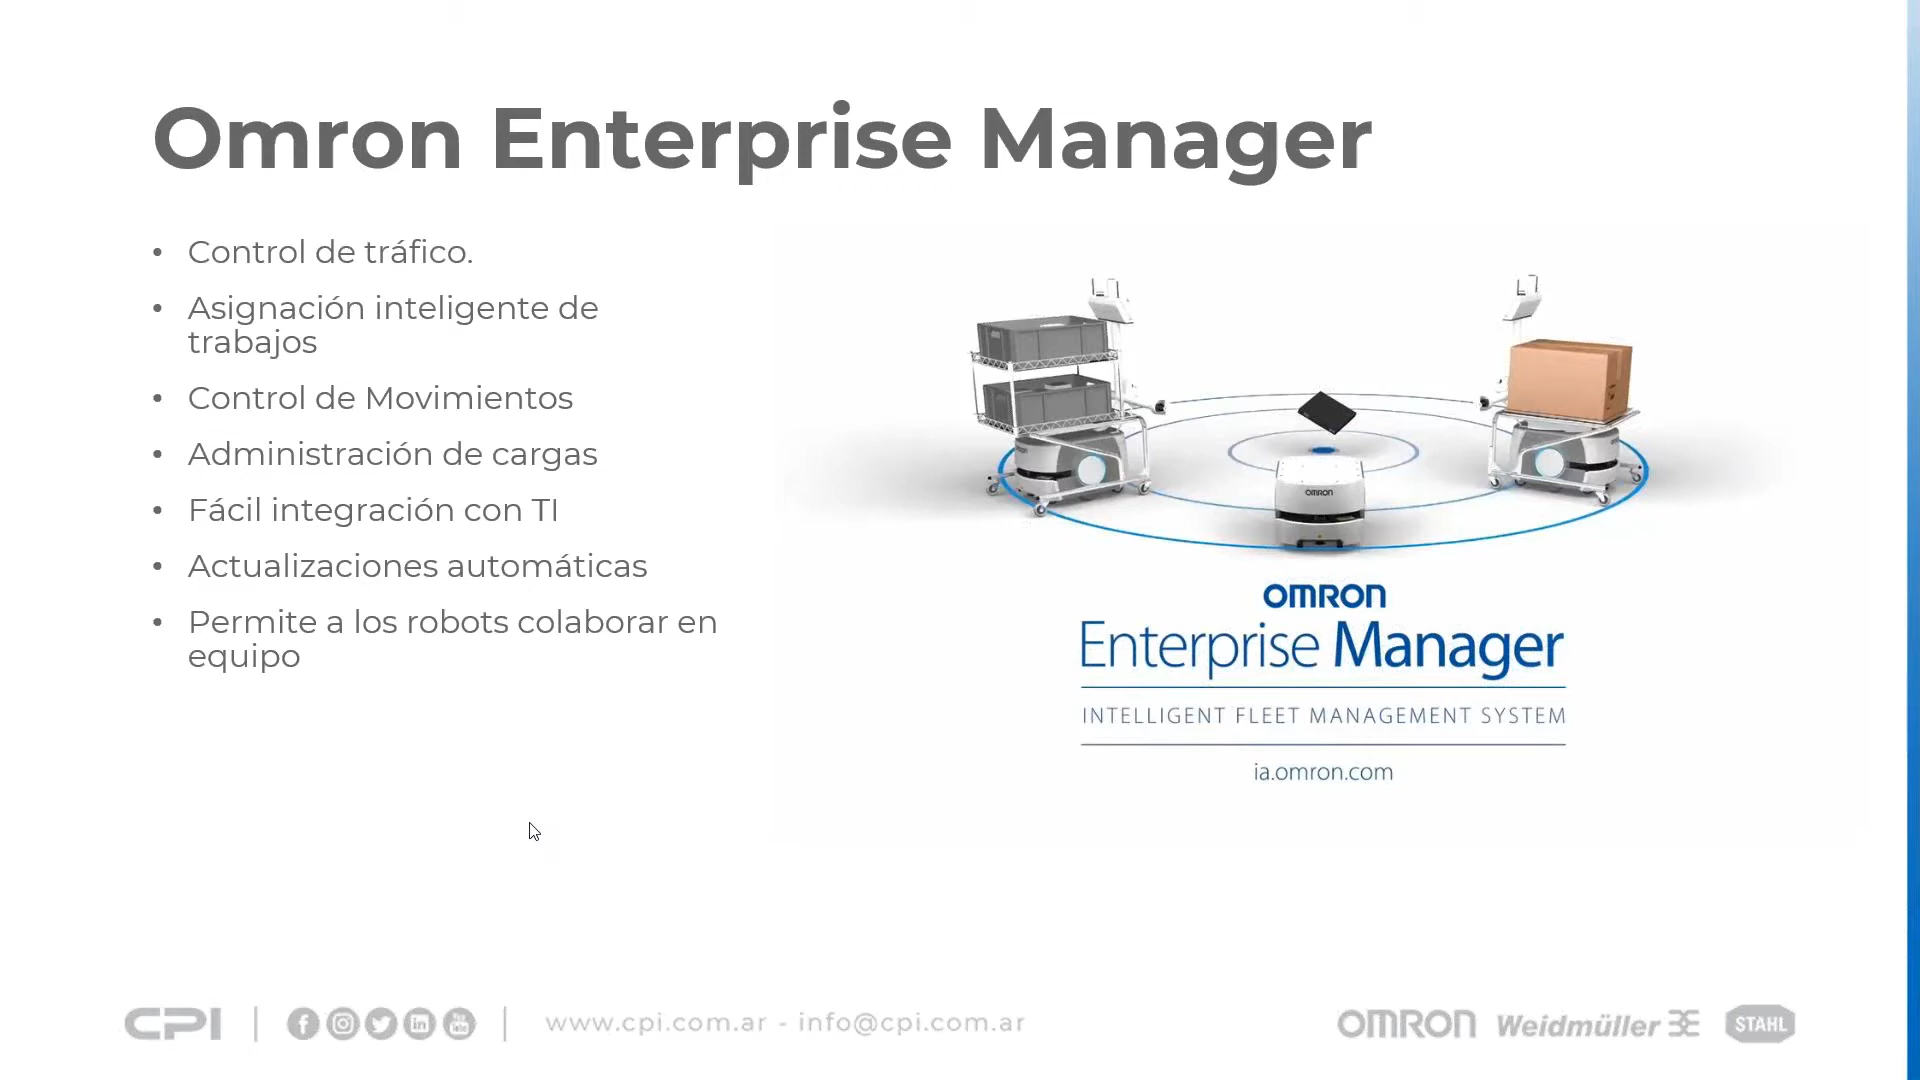 Omron Enterprise Manager
• Control de tráfico.
• Asignación inteligente de
trabajos
• Control de Movimientos
• Administración de cargas
• Fácil integración con TI
• Actualizaciones automáticas
• Permite a los robots colaborar en
equipo
OMRON
OMRON
Enterprise Manager
INTELLIGENT FLEET MANAGEMENT SYSTEM
ia.omron.com
CPI | | www.cpi.com.ar - info@cpi.com.ar OMRON Weidmüller STAHL